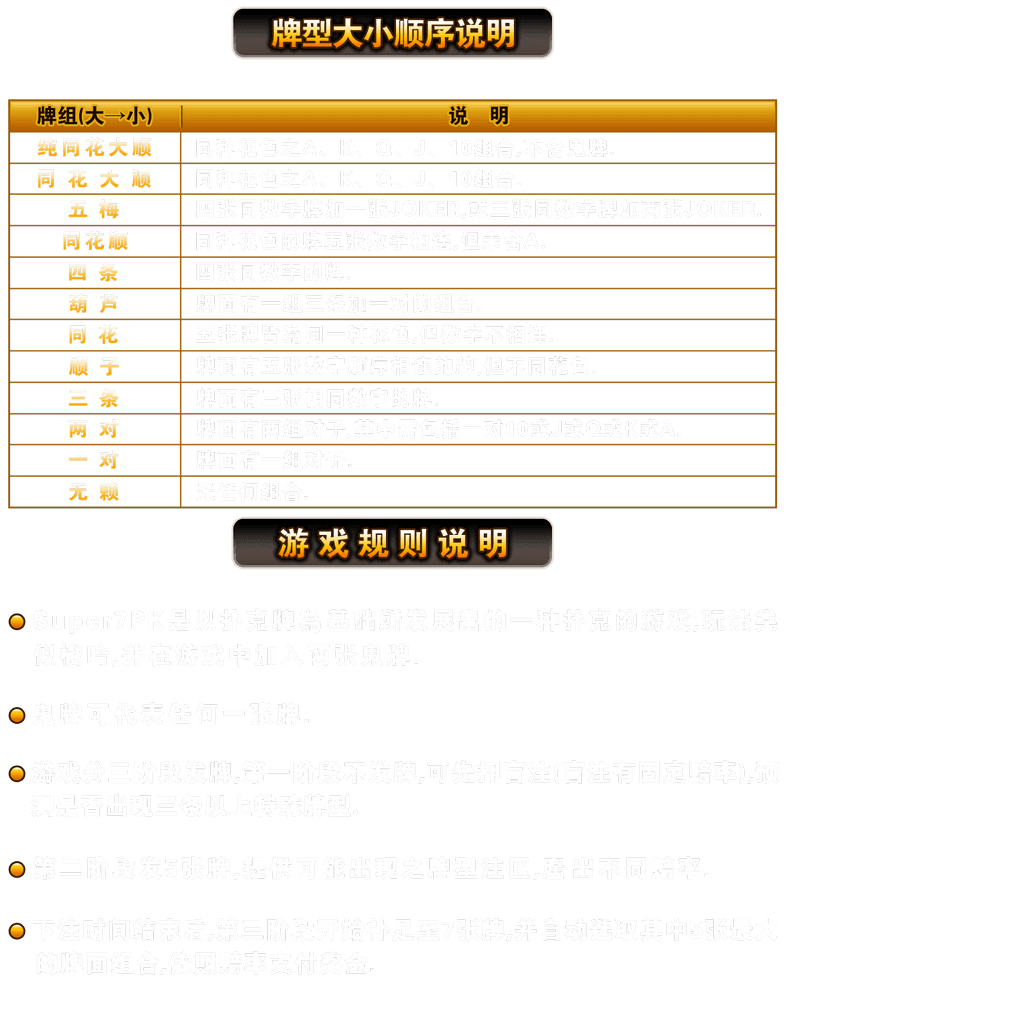 牌型大小顺序说明
牌组(大→小) 说 明
纯同花大顺 同种花色之A、K、Q、J、10组合,不含鬼牌.
同花大顺 同种花色之A、K、Q、J、10组合.
五梅 四张同数字牌加一张JOKER,或三张同数字牌加两张JOKER.
同花顺 同种花色的牌五张数字相连,但未含A.
四条 四张同数字的牌.
葫芦 牌面有一组三条加一对的组合.
同花 五张牌皆为同一种花色,但数字不相连.
顺子 牌面有五张数字顺序相连的牌,但不同花色.
三条 牌面有三张相同数字的牌.
两对 牌面有两组对子,其中需包括一对10或J或Q或K或A.
一对 牌面有一组对子.
无赖 无任何组合.
游戏规则说明
Super7PK是以扑克牌为基础所发展出的一种扑克的游戏,玩法类
似梭哈,并在游戏中加入两张鬼牌.
鬼牌可代表任何一张牌.
游戏分三阶段发牌,第一阶段不发牌,可先押盲注(盲注有固定赔率),预
测是否出现三条以上特殊牌型.
第二阶段发5张牌,提供可能出现之牌型注区,看出不同赔率.
下注时间结束后,第三阶段开始补足至7张牌,并自动选取其中5张最大
的牌面组合,依照赔率支付奖金.